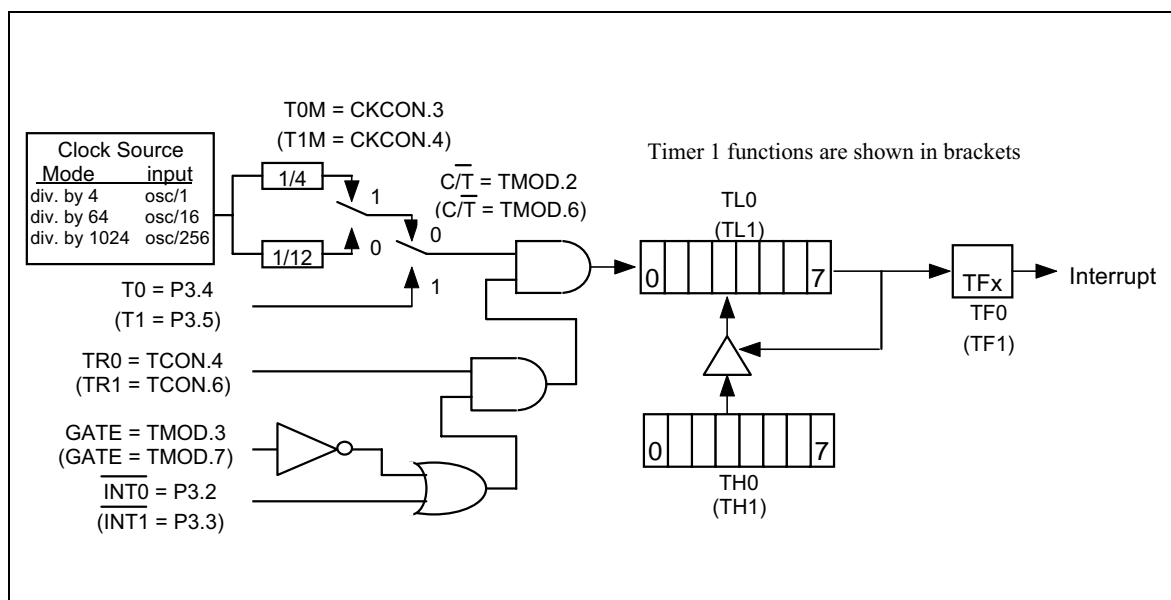 T0M = CKCON.3
(T1M = CKCON.4)
Clock Source
Mode input
div. by 4 osc/1
div. by 64 osc/16
div. by 1024 osc/256
1/4
1
0
1/12
C/T̅ = TMOD.2
(C/T̅ = TMOD.6)
0
1
Timer 1 functions are shown in brackets
TL0
(TL1)
0 7
TFx
Interrupt
TF0
(TF1)
T0 = P3.4
(T1 = P3.5)
TR0 = TCON.4
(TR1 = TCON.6)
GATE = TMOD.3
(GATE = TMOD.7)
I̅N̅T̅0̅ = P3.2
(I̅N̅T̅1̅ = P3.3)
0 7
TH0
(TH1)